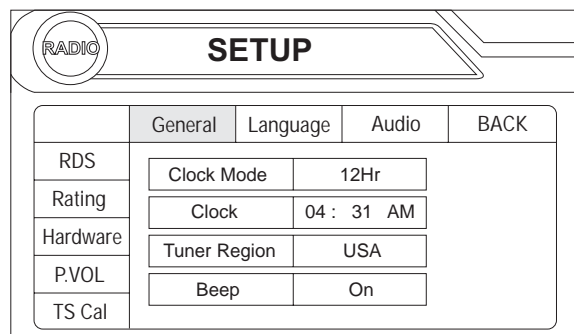 RADIO
SETUP
General Language Audio BACK
RDS
Rating
Hardware
P.VOL
TS Cal
Clock Mode 12Hr
Clock 04 : 31 AM
Tuner Region USA
Beep On